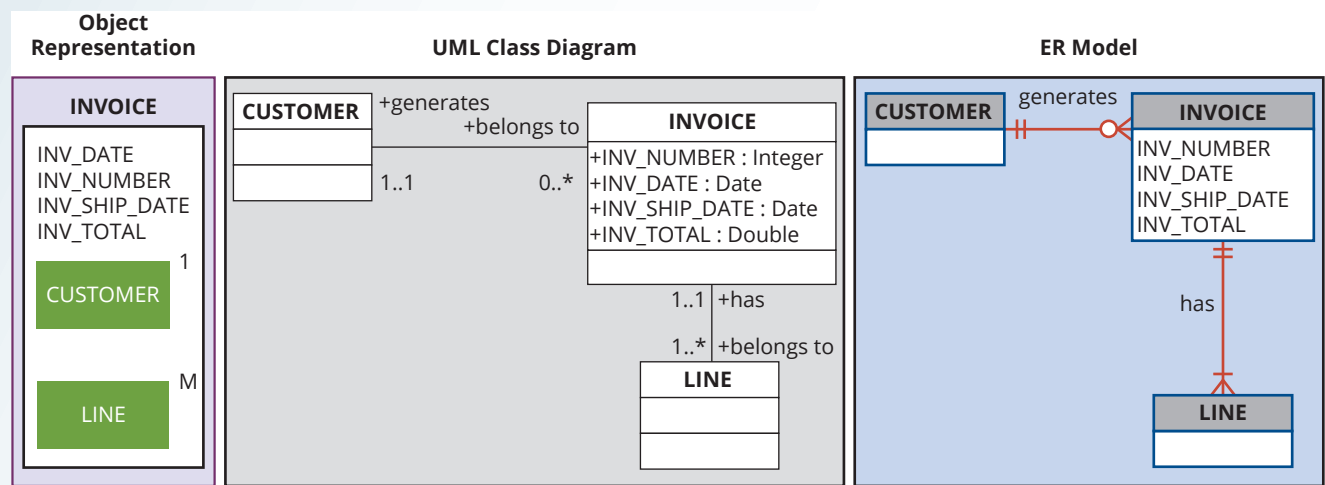 Object
Representation
UML Class Diagram
ER Model
INVOICE
INV_DATE
INV_NUMBER
INV_SHIP_DATE
INV_TOTAL
1
CUSTOMER
M
LINE
CUSTOMER
+generates
+belongs to
1..1
0..*
INVOICE
+INV_NUMBER : Integer
+INV_DATE : Date
+INV_SHIP_DATE : Date
+INV_TOTAL : Double
1..1
+has
1..*
+belongs to
LINE
CUSTOMER
generates
INVOICE
INV_NUMBER
INV_DATE
INV_SHIP_DATE
INV_TOTAL
has
LINE